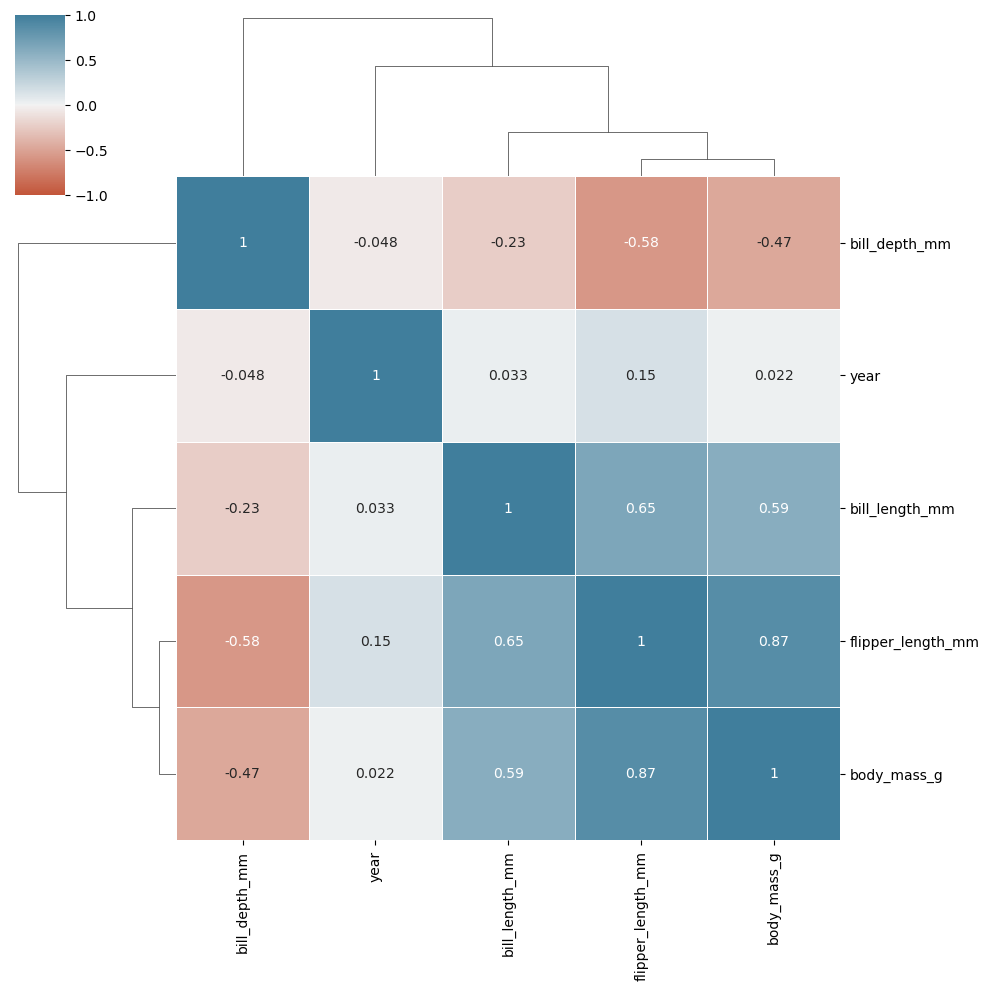 1.0
0.5
0.0
−0.5
−1.0
1 -0.048 -0.23 -0.58 -0.47 bill_depth_mm
-0.048 1 0.033 0.15 0.022 year
-0.23 0.033 1 0.65 0.59 bill_length_mm
-0.58 0.15 0.65 1 0.87 flipper_length_mm
-0.47 0.022 0.59 0.87 1 body_mass_g
bill_depth_mm
year
bill_length_mm
flipper_length_mm
body_mass_g